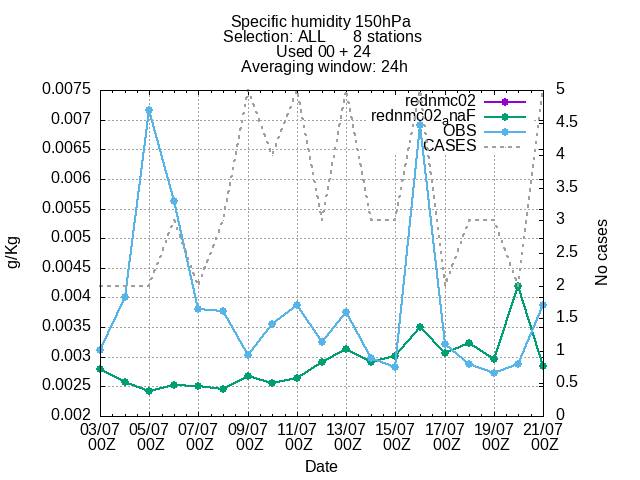 Specific humidity 150hPa
Selection: ALL 8 stations
Used 00 + 24
Averaging window: 24h
rednmc02
rednmc02_naF
OBS
CASES
0.0075
0.007
0.0065
0.006
0.0055
0.005
0.0045
0.004
0.0035
0.003
0.0025
0.002
g/Kg
5
4.5
4
3.5
3
2.5
2
1.5
1
0.5
0
No cases
03/07 05/07 07/07 09/07 11/07 13/07 15/07 17/07 19/07 21/07
00Z 00Z 00Z 00Z 00Z 00Z 00Z 00Z 00Z 00Z
Date